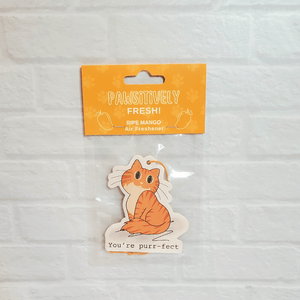 PAWSITIVELY
FRESH!
RIPE MANGO
Air Freshener
You're purr-fect